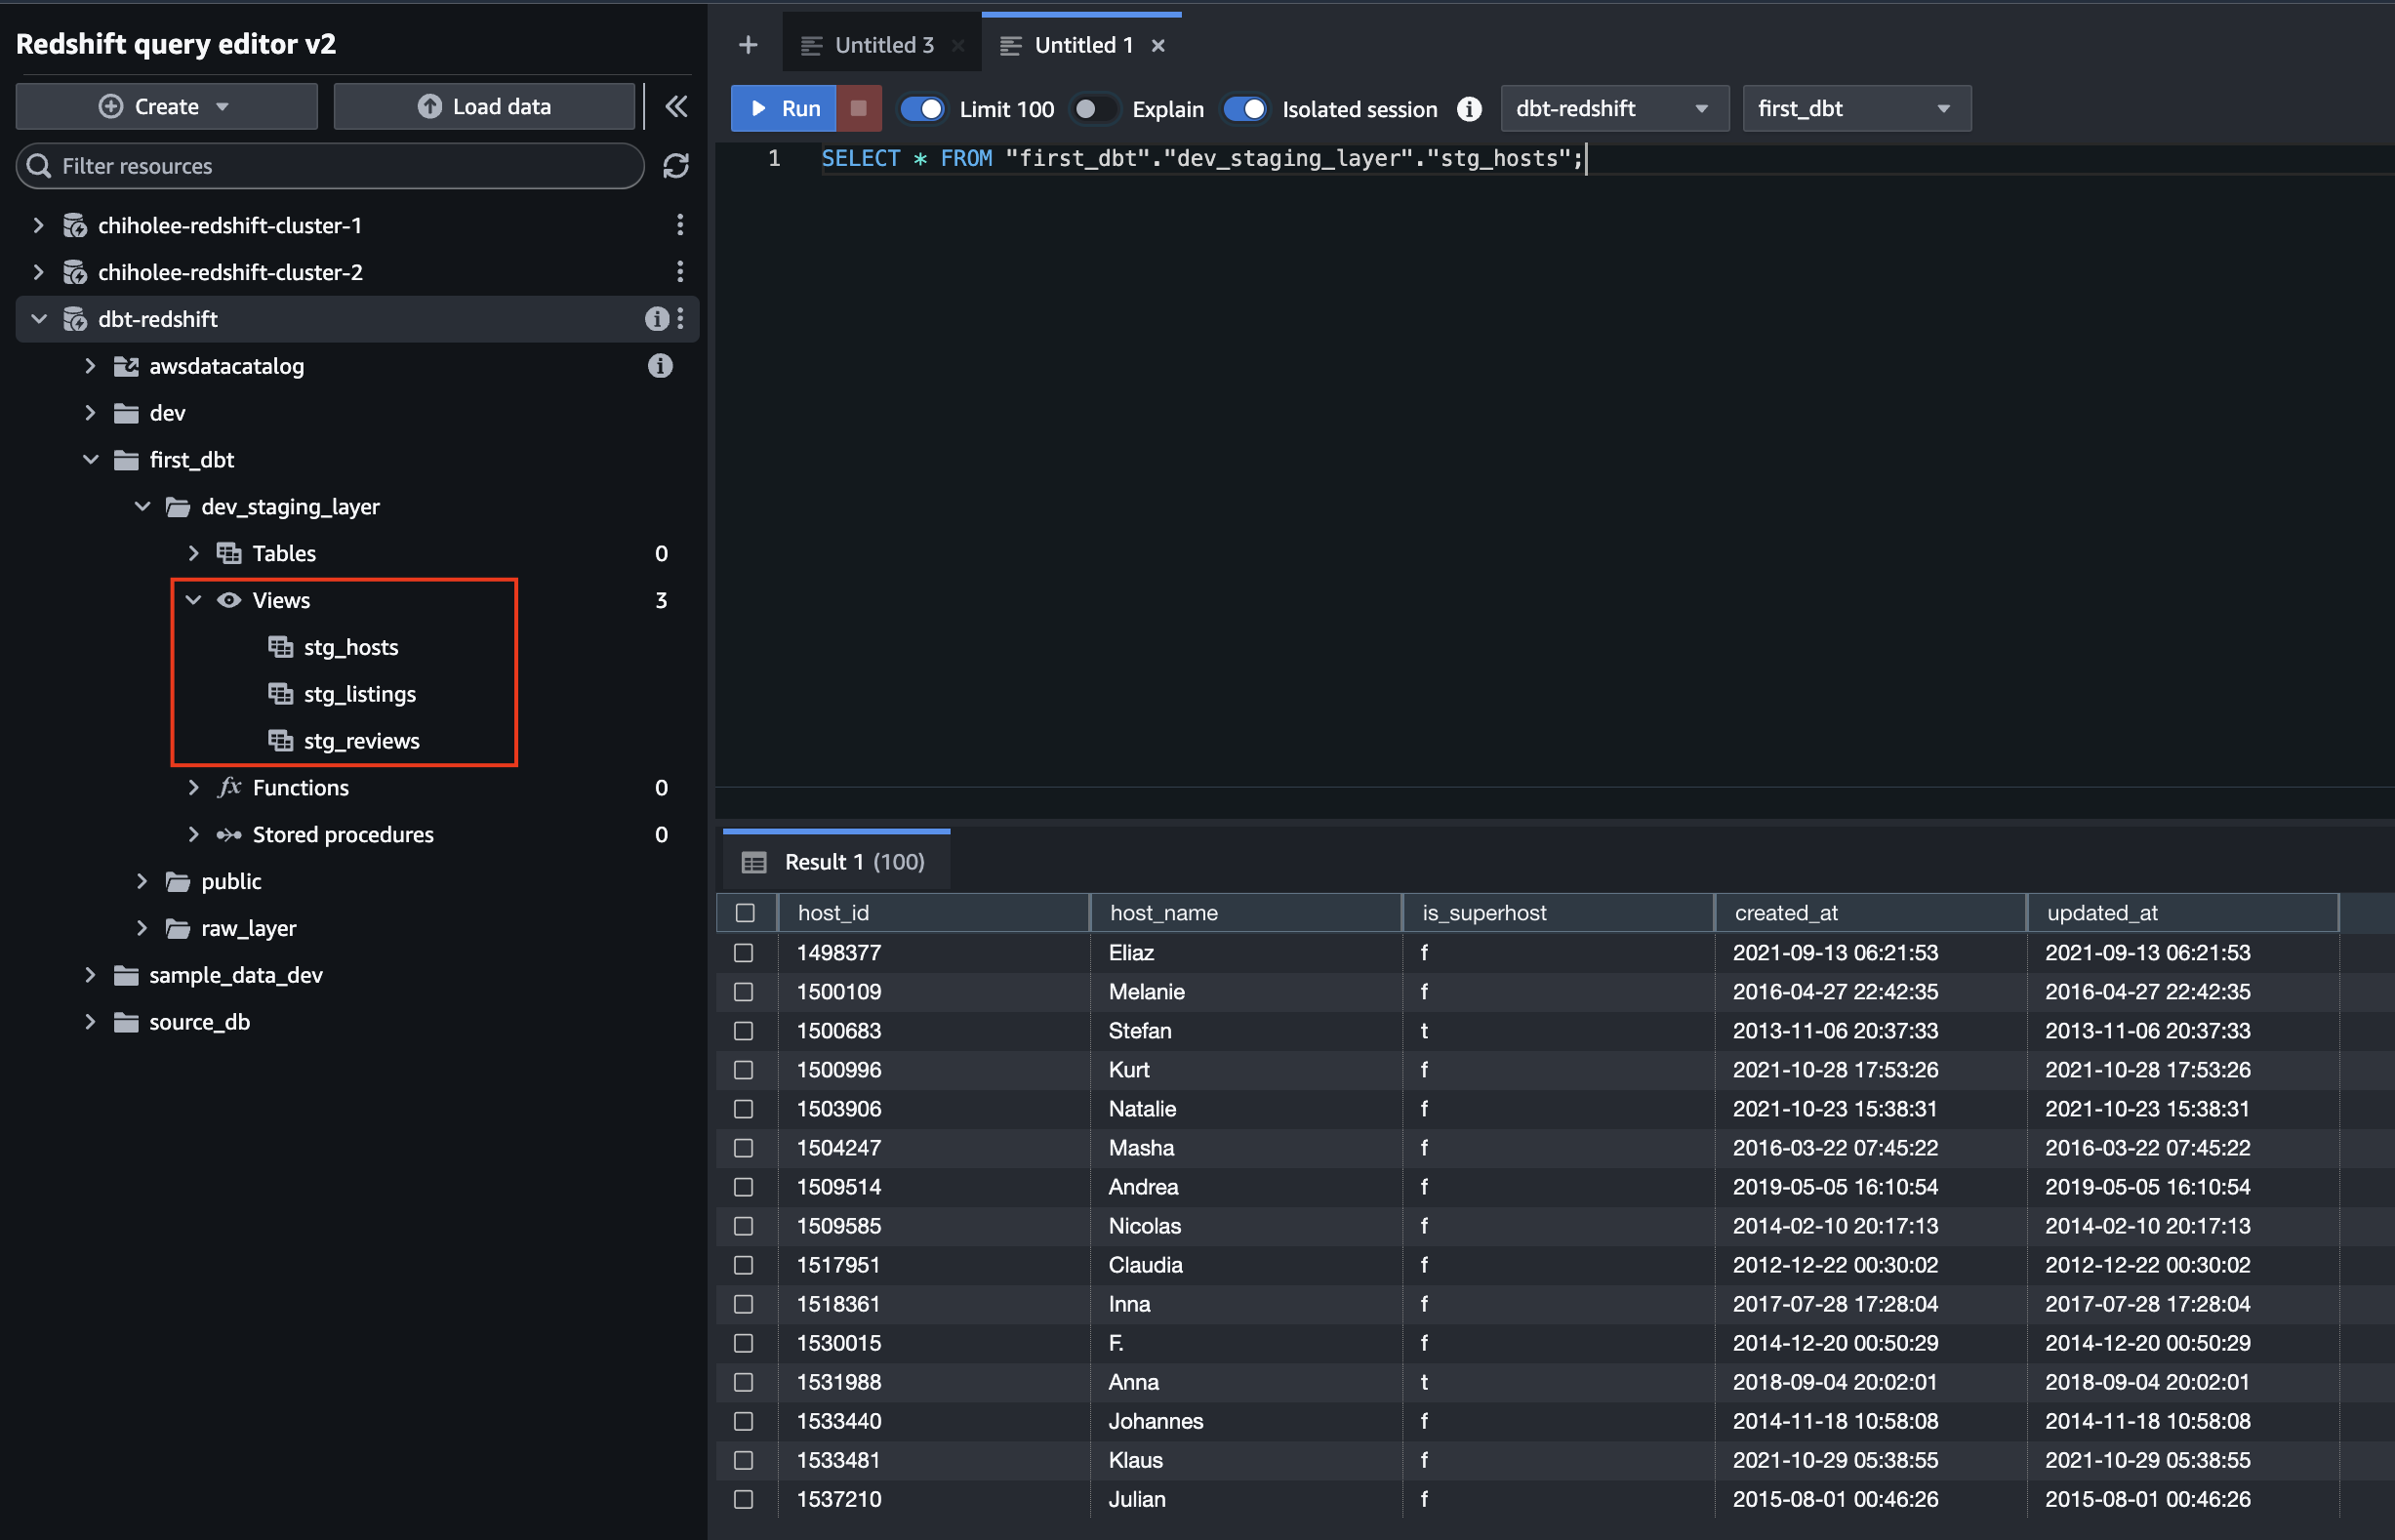 Redshift query editor v2
Create
Load data
Filter resources
chiholee-redshift-cluster-1
chiholee-redshift-cluster-2
dbt-redshift
awsdatacatalog
dev
first_dbt
dev_staging_layer
Tables 0
Views 3
stg_hosts
stg_listings
stg_reviews
Functions 0
Stored procedures 0
public
raw_layer
sample_data_dev
source_db
Untitled 3
Untitled 1
Run Limit 100 Explain Isolated session dbt-redshift first_dbt
1 SELECT * FROM "first_dbt"."dev_staging_layer"."stg_hosts";
Result 1 (100)
host_id host_name is_superhost created_at updated_at
1498377 Eliaz f 2021-09-13 06:21:53 2021-09-13 06:21:53
1500109 Melanie f 2016-04-27 22:42:35 2016-04-27 22:42:35
1500683 Stefan t 2013-11-06 20:37:33 2013-11-06 20:37:33
1500996 Kurt f 2021-10-28 17:53:26 2021-10-28 17:53:26
1503906 Natalie f 2021-10-23 15:38:31 2021-10-23 15:38:31
1504247 Masha f 2016-03-22 07:45:22 2016-03-22 07:45:22
1509514 Andrea f 2019-05-05 16:10:54 2019-05-05 16:10:54
1509585 Nicolas f 2014-02-10 20:17:13 2014-02-10 20:17:13
1517951 Claudia f 2012-12-22 00:30:02 2012-12-22 00:30:02
1518361 Inna f 2017-07-28 17:28:04 2017-07-28 17:28:04
1530015 F. f 2014-12-20 00:50:29 2014-12-20 00:50:29
1531988 Anna t 2018-09-04 20:02:01 2018-09-04 20:02:01
1533440 Johannes f 2014-11-18 10:58:08 2014-11-18 10:58:08
1533481 Klaus f 2021-10-29 05:38:55 2021-10-29 05:38:55
1537210 Julian f 2015-08-01 00:46:26 2015-08-01 00:46:26